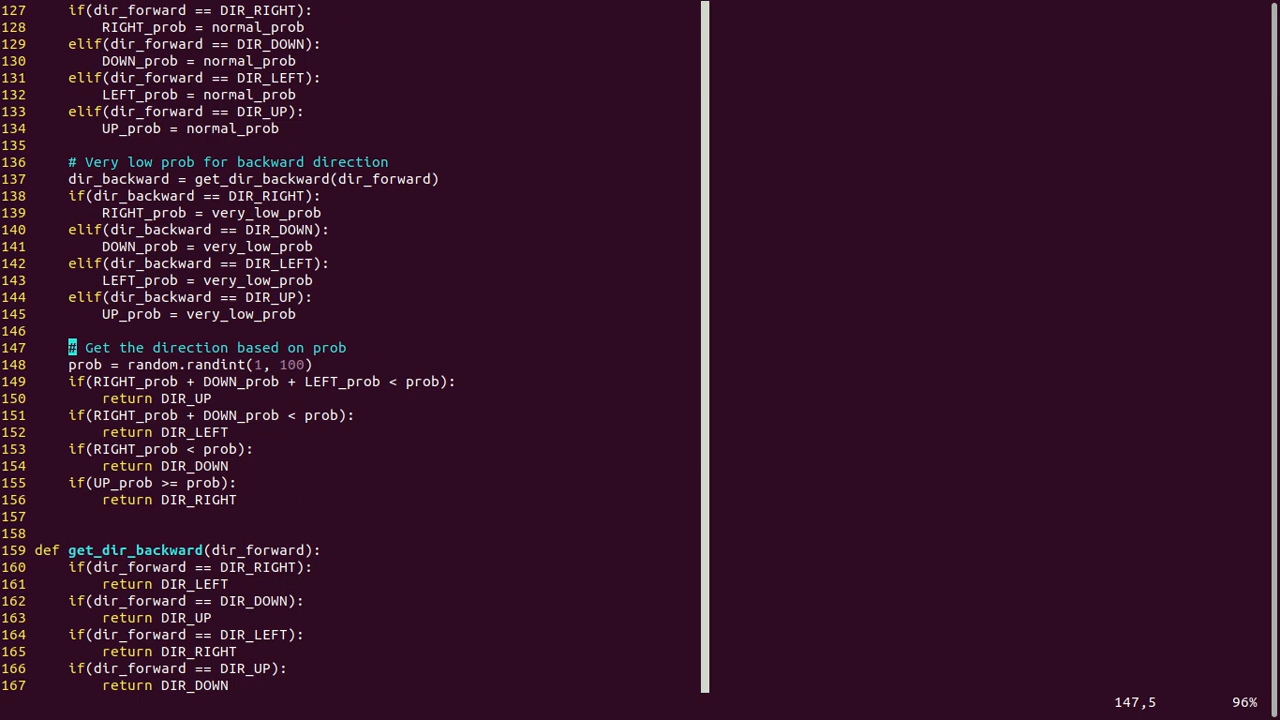 127     if(dir_forward == DIR_RIGHT):
128         RIGHT_prob = normal_prob
129     elif(dir_forward == DIR_DOWN):
130         DOWN_prob = normal_prob
131     elif(dir_forward == DIR_LEFT):
132         LEFT_prob = normal_prob
133     elif(dir_forward == DIR_UP):
134         UP_prob = normal_prob
135
136     # Very low prob for backward direction
137     dir_backward = get_dir_backward(dir_forward)
138     if(dir_backward == DIR_RIGHT):
139         RIGHT_prob = very_low_prob
140     elif(dir_backward == DIR_DOWN):
141         DOWN_prob = very_low_prob
142     elif(dir_backward == DIR_LEFT):
143         LEFT_prob = very_low_prob
144     elif(dir_backward == DIR_UP):
145         UP_prob = very_low_prob
146
147     # Get the direction based on prob
148     prob = random.randint(1, 100)
149     if(RIGHT_prob + DOWN_prob + LEFT_prob < prob):
150         return DIR_UP
151     if(RIGHT_prob + DOWN_prob < prob):
152         return DIR_LEFT
153     if(RIGHT_prob < prob):
154         return DIR_DOWN
155     if(UP_prob >= prob):
156         return DIR_RIGHT
157
158
159 def get_dir_backward(dir_forward):
160     if(dir_forward == DIR_RIGHT):
161         return DIR_LEFT
162     if(dir_forward == DIR_DOWN):
163         return DIR_UP
164     if(dir_forward == DIR_LEFT):
165         return DIR_RIGHT
166     if(dir_forward == DIR_UP):
167         return DIR_DOWN
147,5 96%